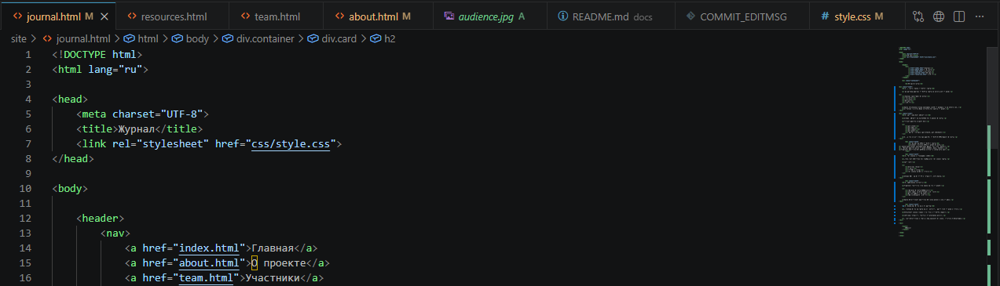 journal.html M
resources.html
team.html
about.html M
audience.jpg A
README.md docs
COMMIT_EDITMSG
style.css M
site > journal.html > html > body > div.container > div.card > h2
1 <!DOCTYPE html>
2 <html lang="ru">
3
4 <head>
5 <meta charset="UTF-8">
6 <title>Журнал</title>
7 <link rel="stylesheet" href="css/style.css">
8 </head>
9
10 <body>
11
12 <header>
13 <nav>
14 <a href="index.html">Главная</a>
15 <a href="about.html">О проекте</a>
16 <a href="team.html">Участники</a>